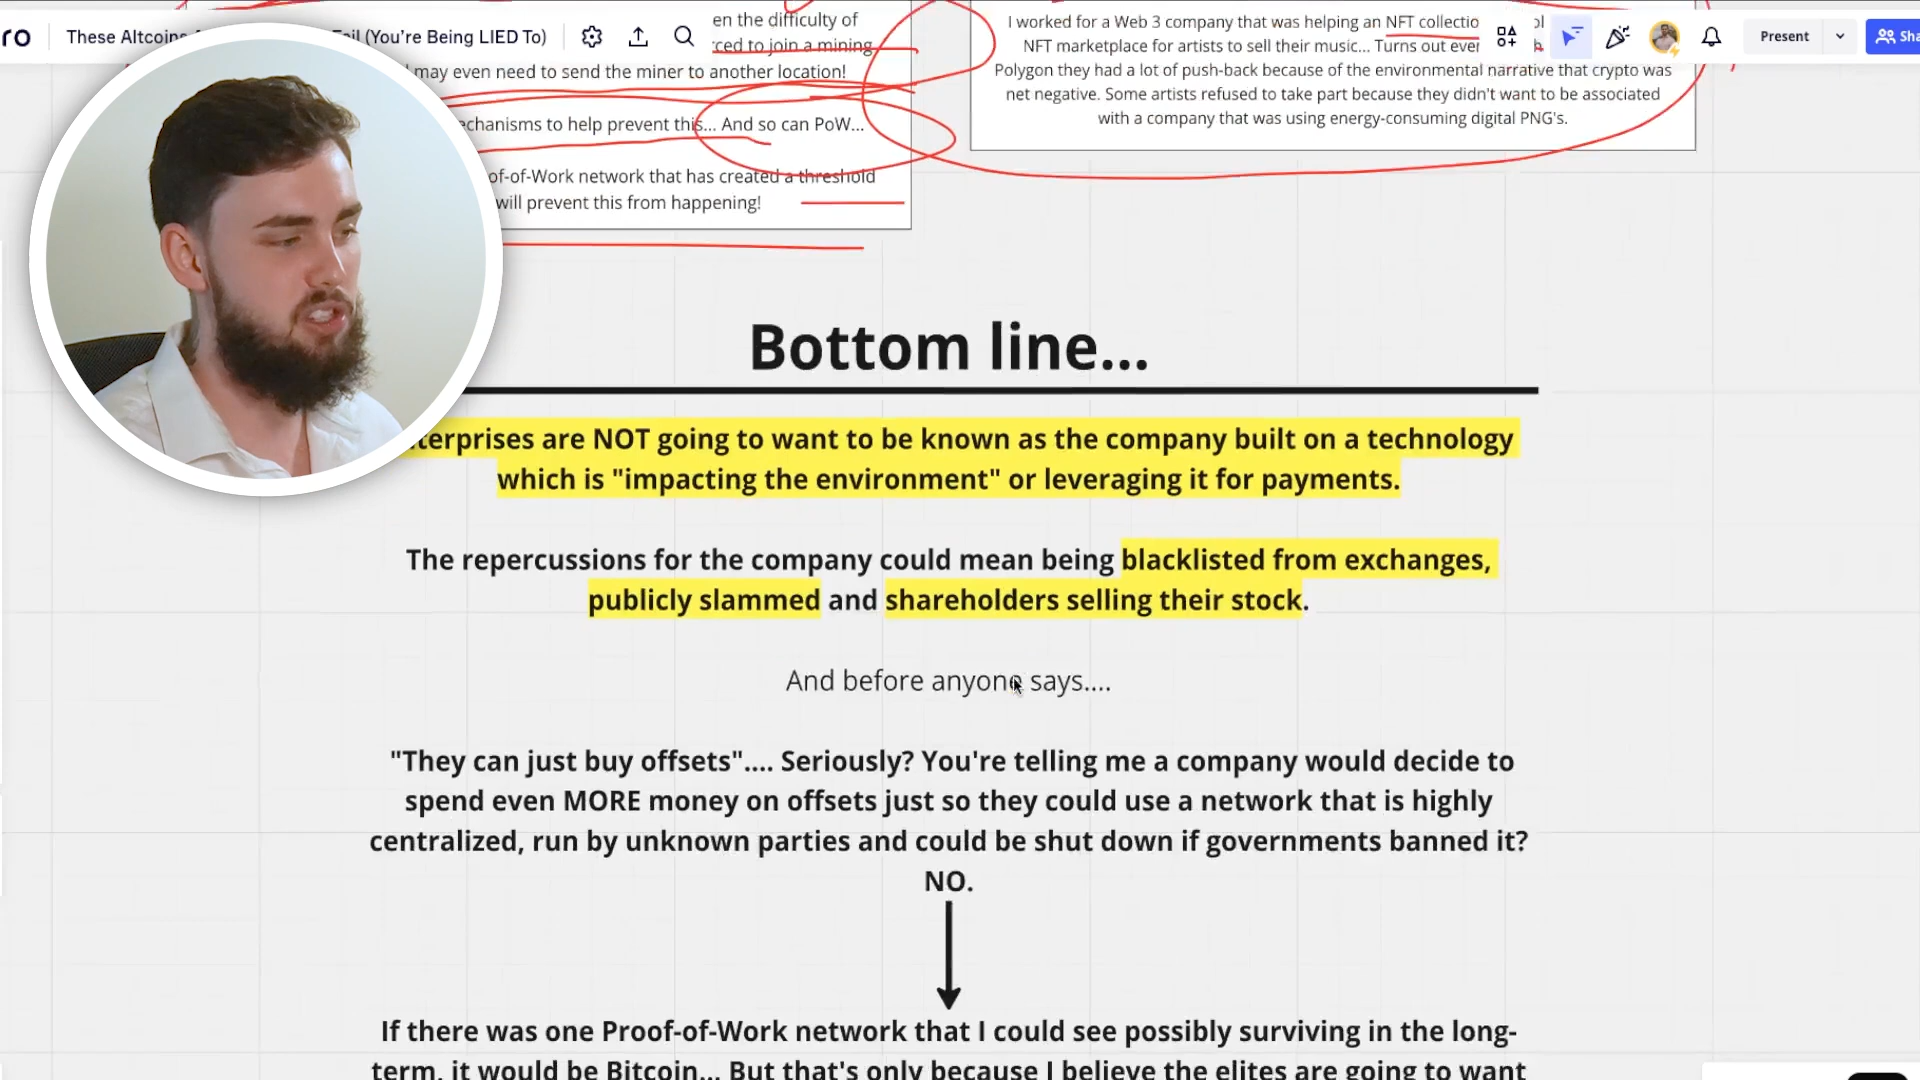 ro
These Altcoins Fail (You're Being LIED To)
Present
Sha
en the difficulty of
ced to join a mining
may even need to send the miner to another location!
echanisms to help prevent this... And so can PoW...
of-of-Work network that has created a threshold
will prevent this from happening!
I worked for a Web 3 company that was helping an NFT collectio
NFT marketplace for artists to sell their music... Turns out ever
Polygon they had a lot of push-back because of the environmental narrative that crypto was
net negative. Some artists refused to take part because they didn't want to be associated
with a company that was using energy-consuming digital PNG's.
Bottom line...
terprises are NOT going to want to be known as the company built on a technology
which is "impacting the environment" or leveraging it for payments.
The repercussions for the company could mean being blacklisted from exchanges,
publicly slammed and shareholders selling their stock.
And before anyone says....
"They can just buy offsets".... Seriously? You're telling me a company would decide to
spend even MORE money on offsets just so they could use a network that is highly
centralized, run by unknown parties and could be shut down if governments banned it?
NO.
If there was one Proof-of-Work network that I could see possibly surviving in the long-
term, it would be Bitcoin... But that's only because I believe the elites are going to want